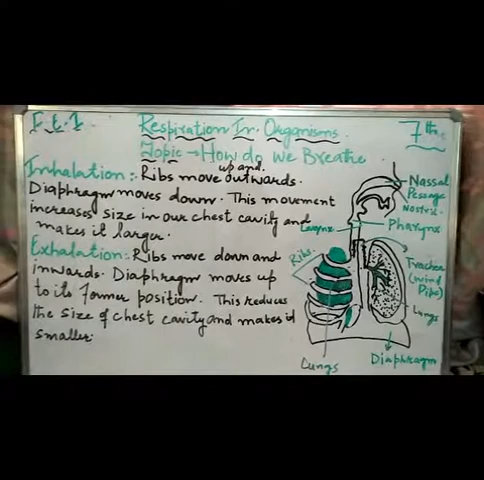 F.t.1
Respiration In Organisms
7th
Topic → How do we Breathe
Inhalation:- Ribs move up and outwards.
Diaphragm moves down. This movement
increases size in our chest cavity and
makes it larger.
Exhalation: Ribs move down and
inwards. Diaphragm moves up
to its former position. This reduces
the size of chest cavity and makes it
smaller:
Nassal
Passage
Nostril
Pharynx
Larynx
Ribs
Trachea
(wind
Pipe)
Lungs
Diaphragm
Lungs